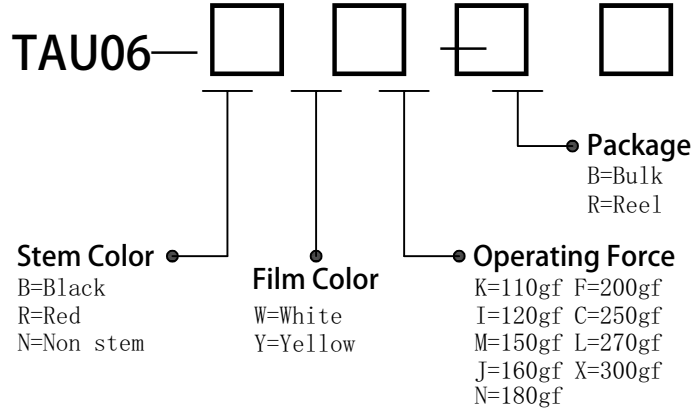 TAU06—
Package
B=Bulk
R=Reel
Stem Color
B=Black
R=Red
N=Non stem
Film Color
W=White
Y=Yellow
Operating Force
K=110gf F=200gf
I=120gf C=250gf
M=150gf L=270gf
J=160gf X=300gf
N=180gf